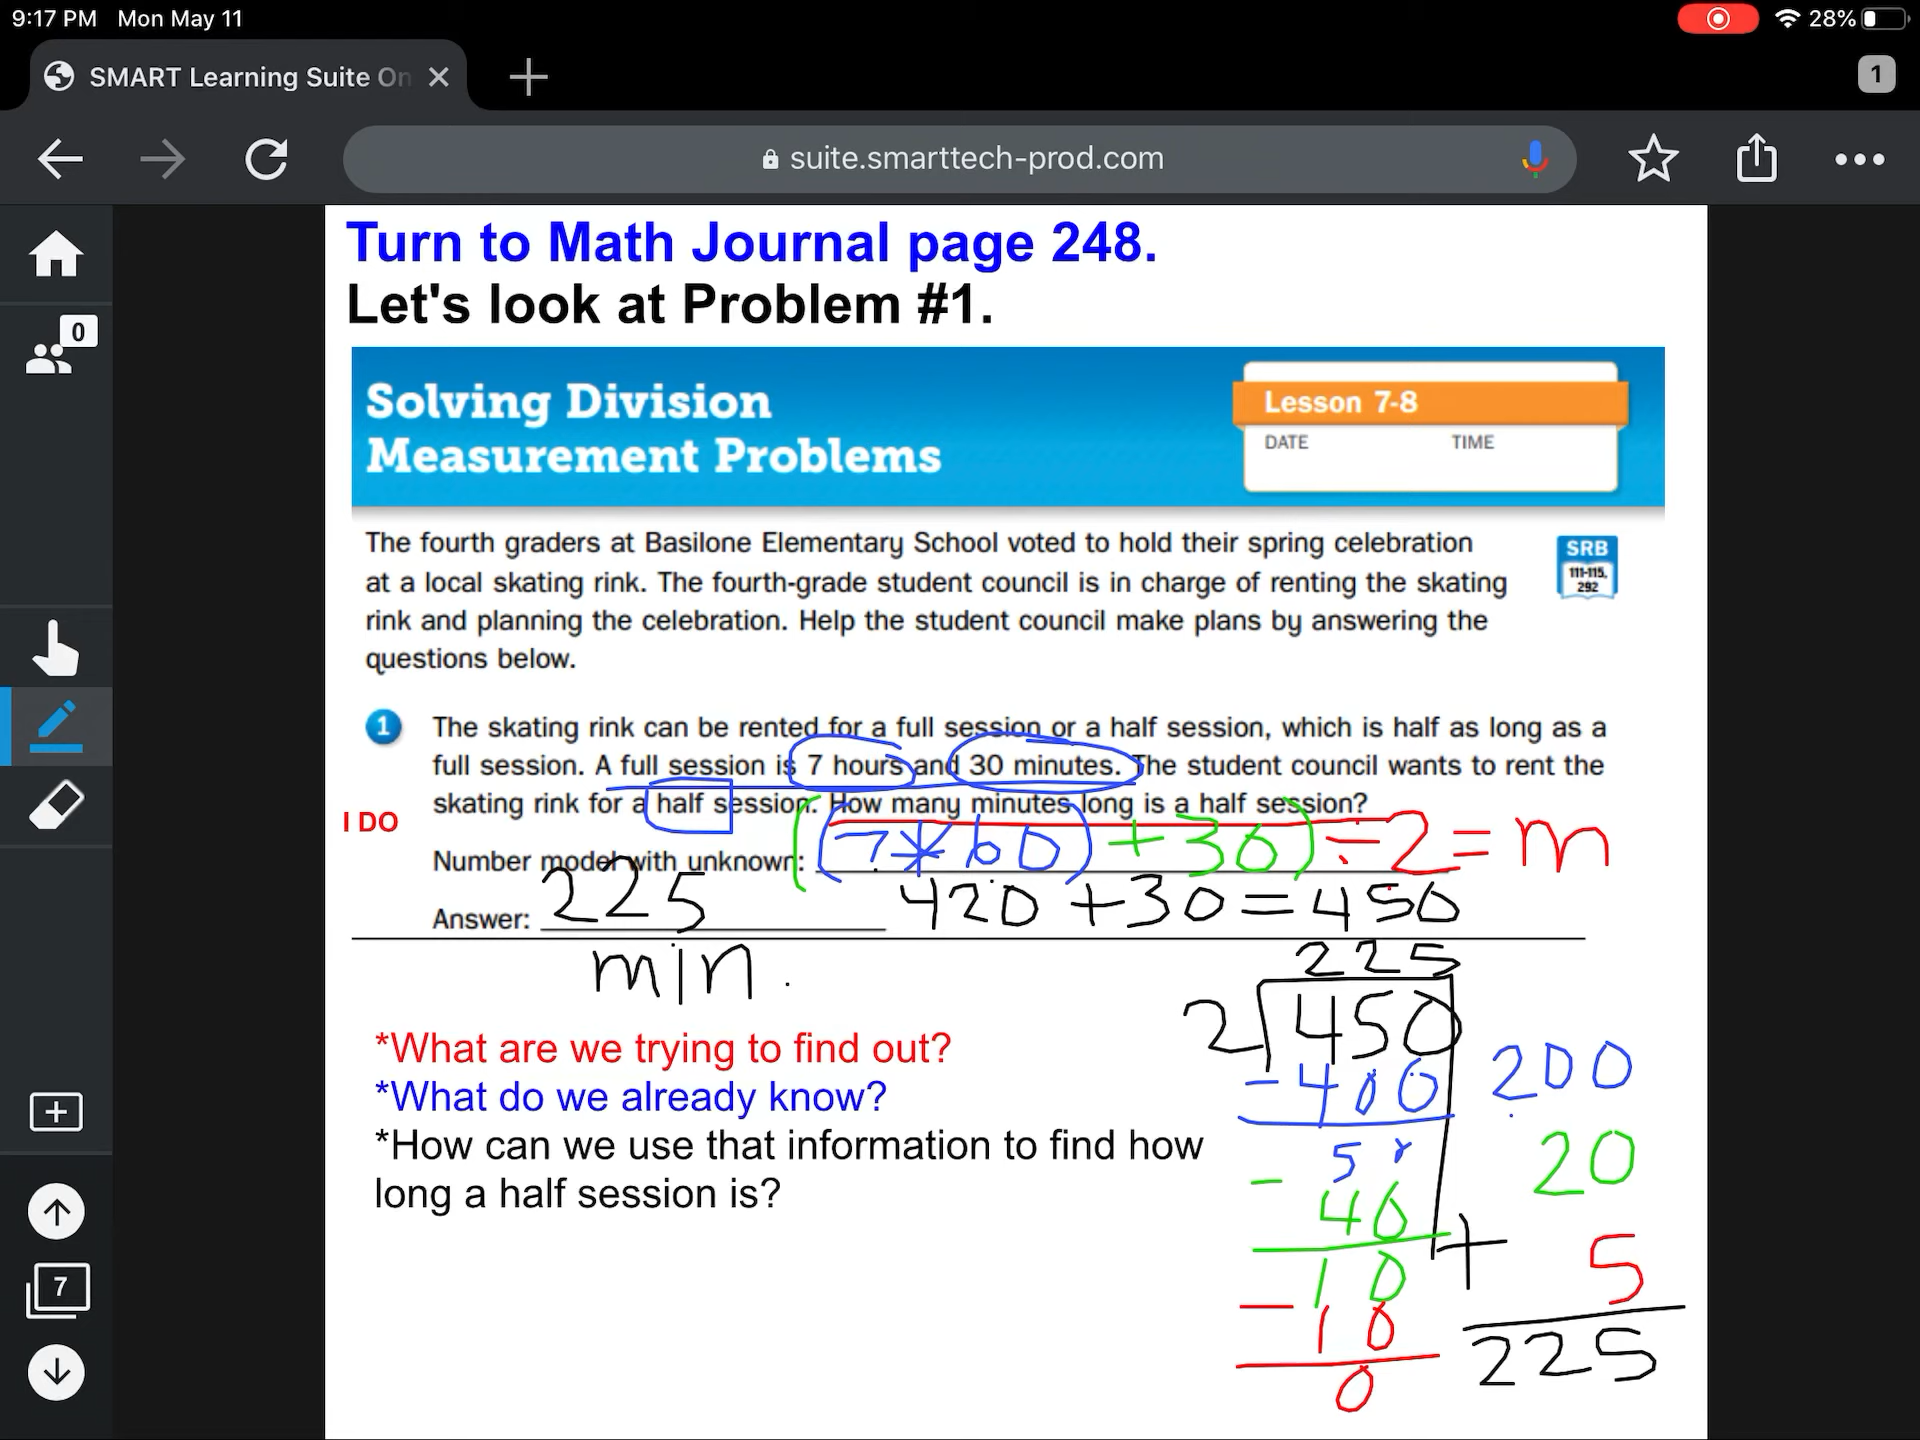 9:17 PM Mon May 11
28%
SMART Learning Suite On
1
suite.smarttech-prod.com
0
Turn to Math Journal page 248.
Let's look at Problem #1.
Solving Division
Measurement Problems
Lesson 7-8
DATE TIME
The fourth graders at Basilone Elementary School voted to hold their spring celebration
at a local skating rink. The fourth-grade student council is in charge of renting the skating
rink and planning the celebration. Help the student council make plans by answering the
questions below.
SRB
111-115,
292
1 The skating rink can be rented for a full session or a half session, which is half as long as a
full session. A full session is 7 hours and 30 minutes. The student council wants to rent the
skating rink for a half session. How many minutes long is a half session?
I DO
Number model with unknown: ((7*60)+30)÷2=m
Answer: 225
min.
420+30=450
225
2 450
-400 200
50
-40 20
10
-10 + 5
0
225
*What are we trying to find out?
*What do we already know?
*How can we use that information to find how
long a half session is?
7